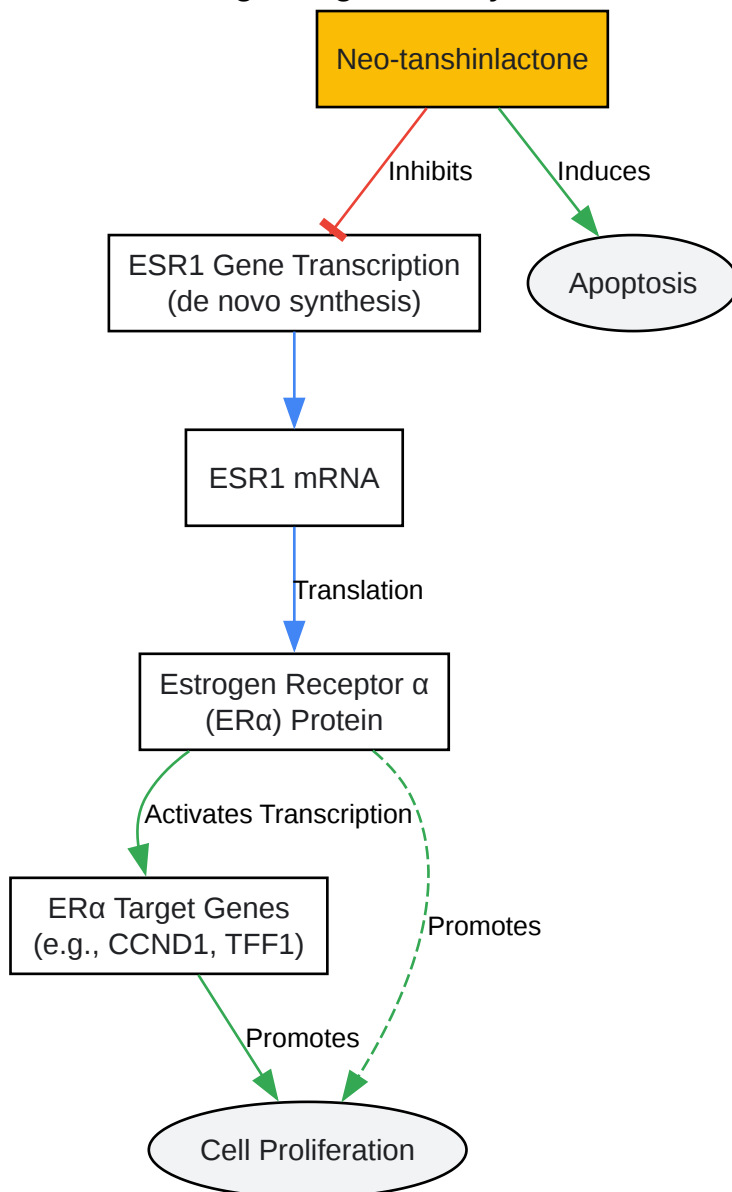 Neo-tanshinlactone
Inhibits
Induces
ESR1 Gene Transcription
(de novo synthesis)
Apoptosis
ESR1 mRNA
Translation
Estrogen Receptor α
(ERα) Protein
Activates Transcription
ERα Target Genes
(e.g., CCND1, TFF1)
Promotes
Promotes
Cell Proliferation